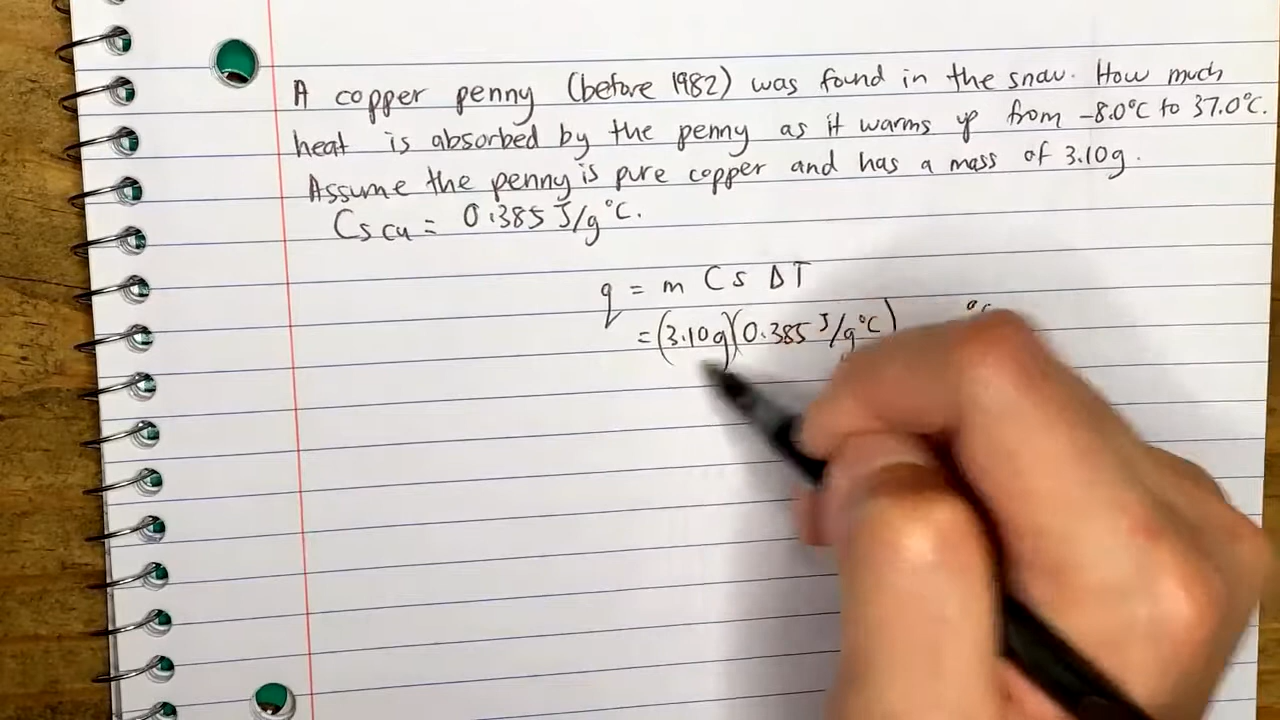 A copper penny (before 1982) was found in the snow. How much
heat is absorbed by the penny as it warms up from -8.0°C to 37.0°C.
Assume the penny is pure copper and has a mass of 3.10g.
Cs Cu = 0.385 J/g°C.
q = m Cs ΔT
= (3.10g)(0.385 J/g°C)